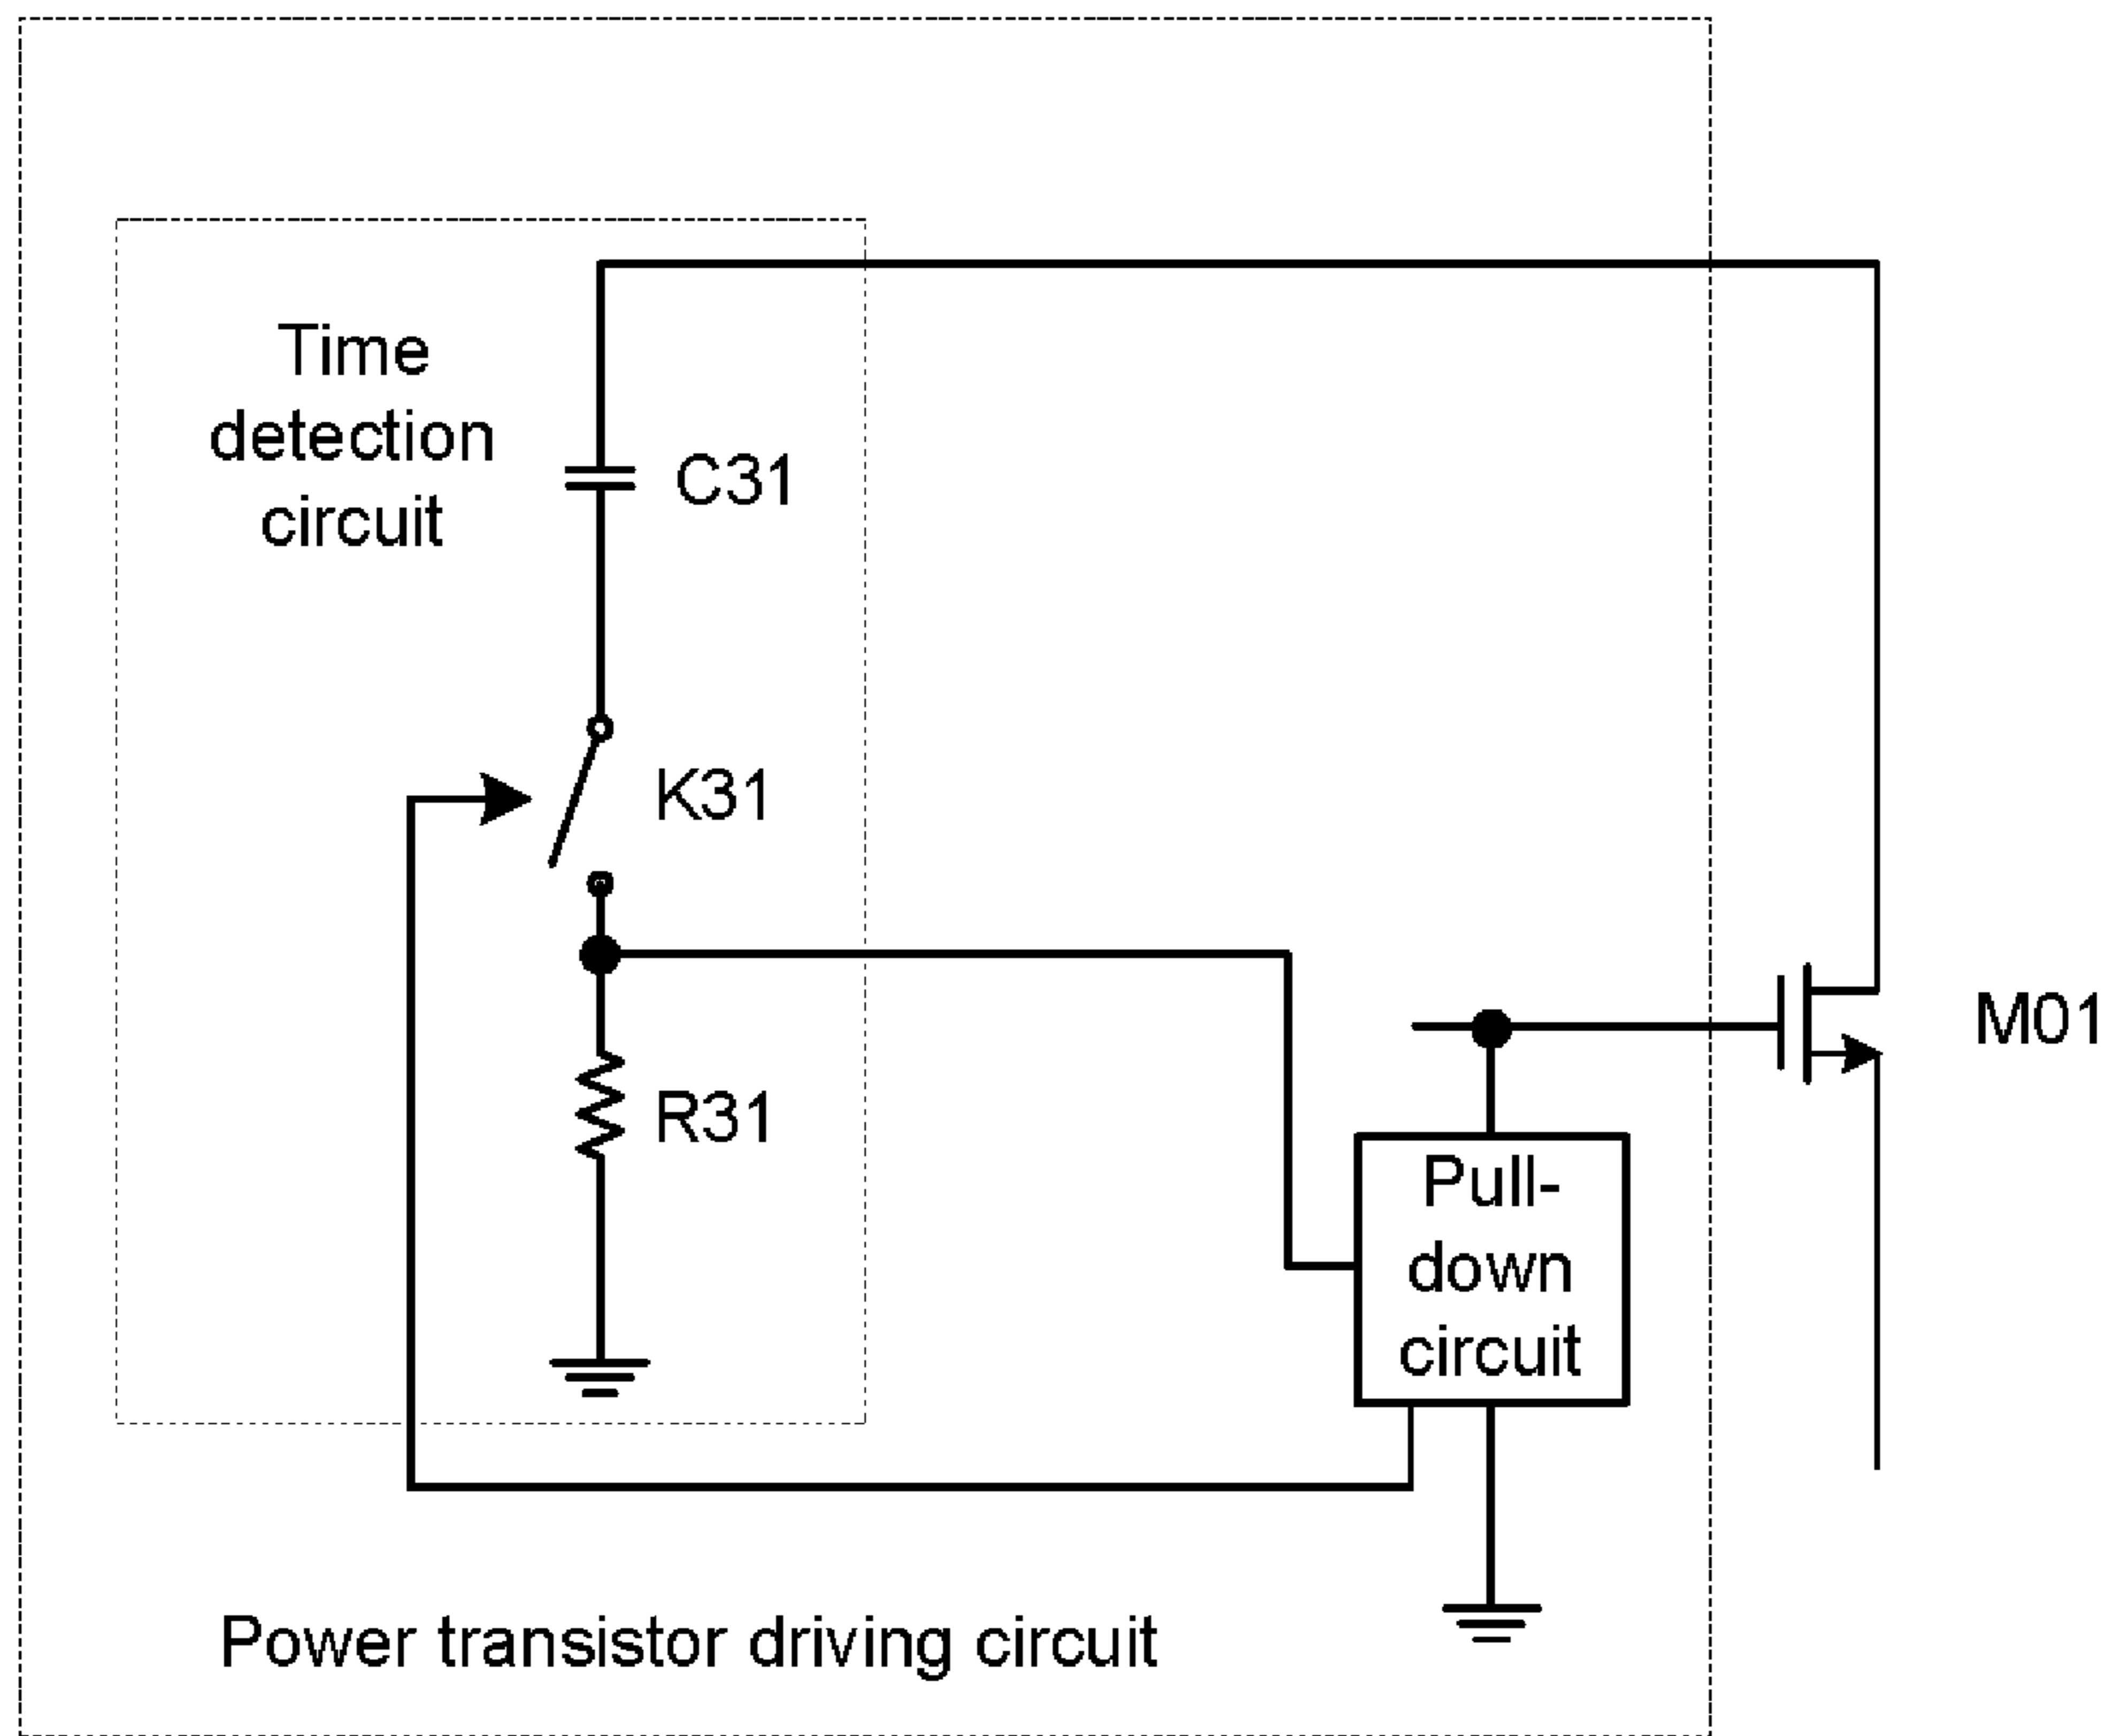 Time
detection
circuit
C31
K31
R31
M01
Pull-
down
circuit
Power transistor driving circuit